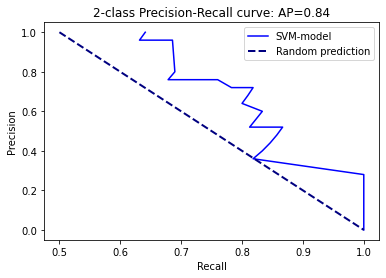 2-class Precision-Recall curve: AP=0.84
SVM-model
Random prediction
Precision
1.0
0.8
0.6
0.4
0.2
0.0
0.5
0.6
0.7
0.8
0.9
1.0
Recall